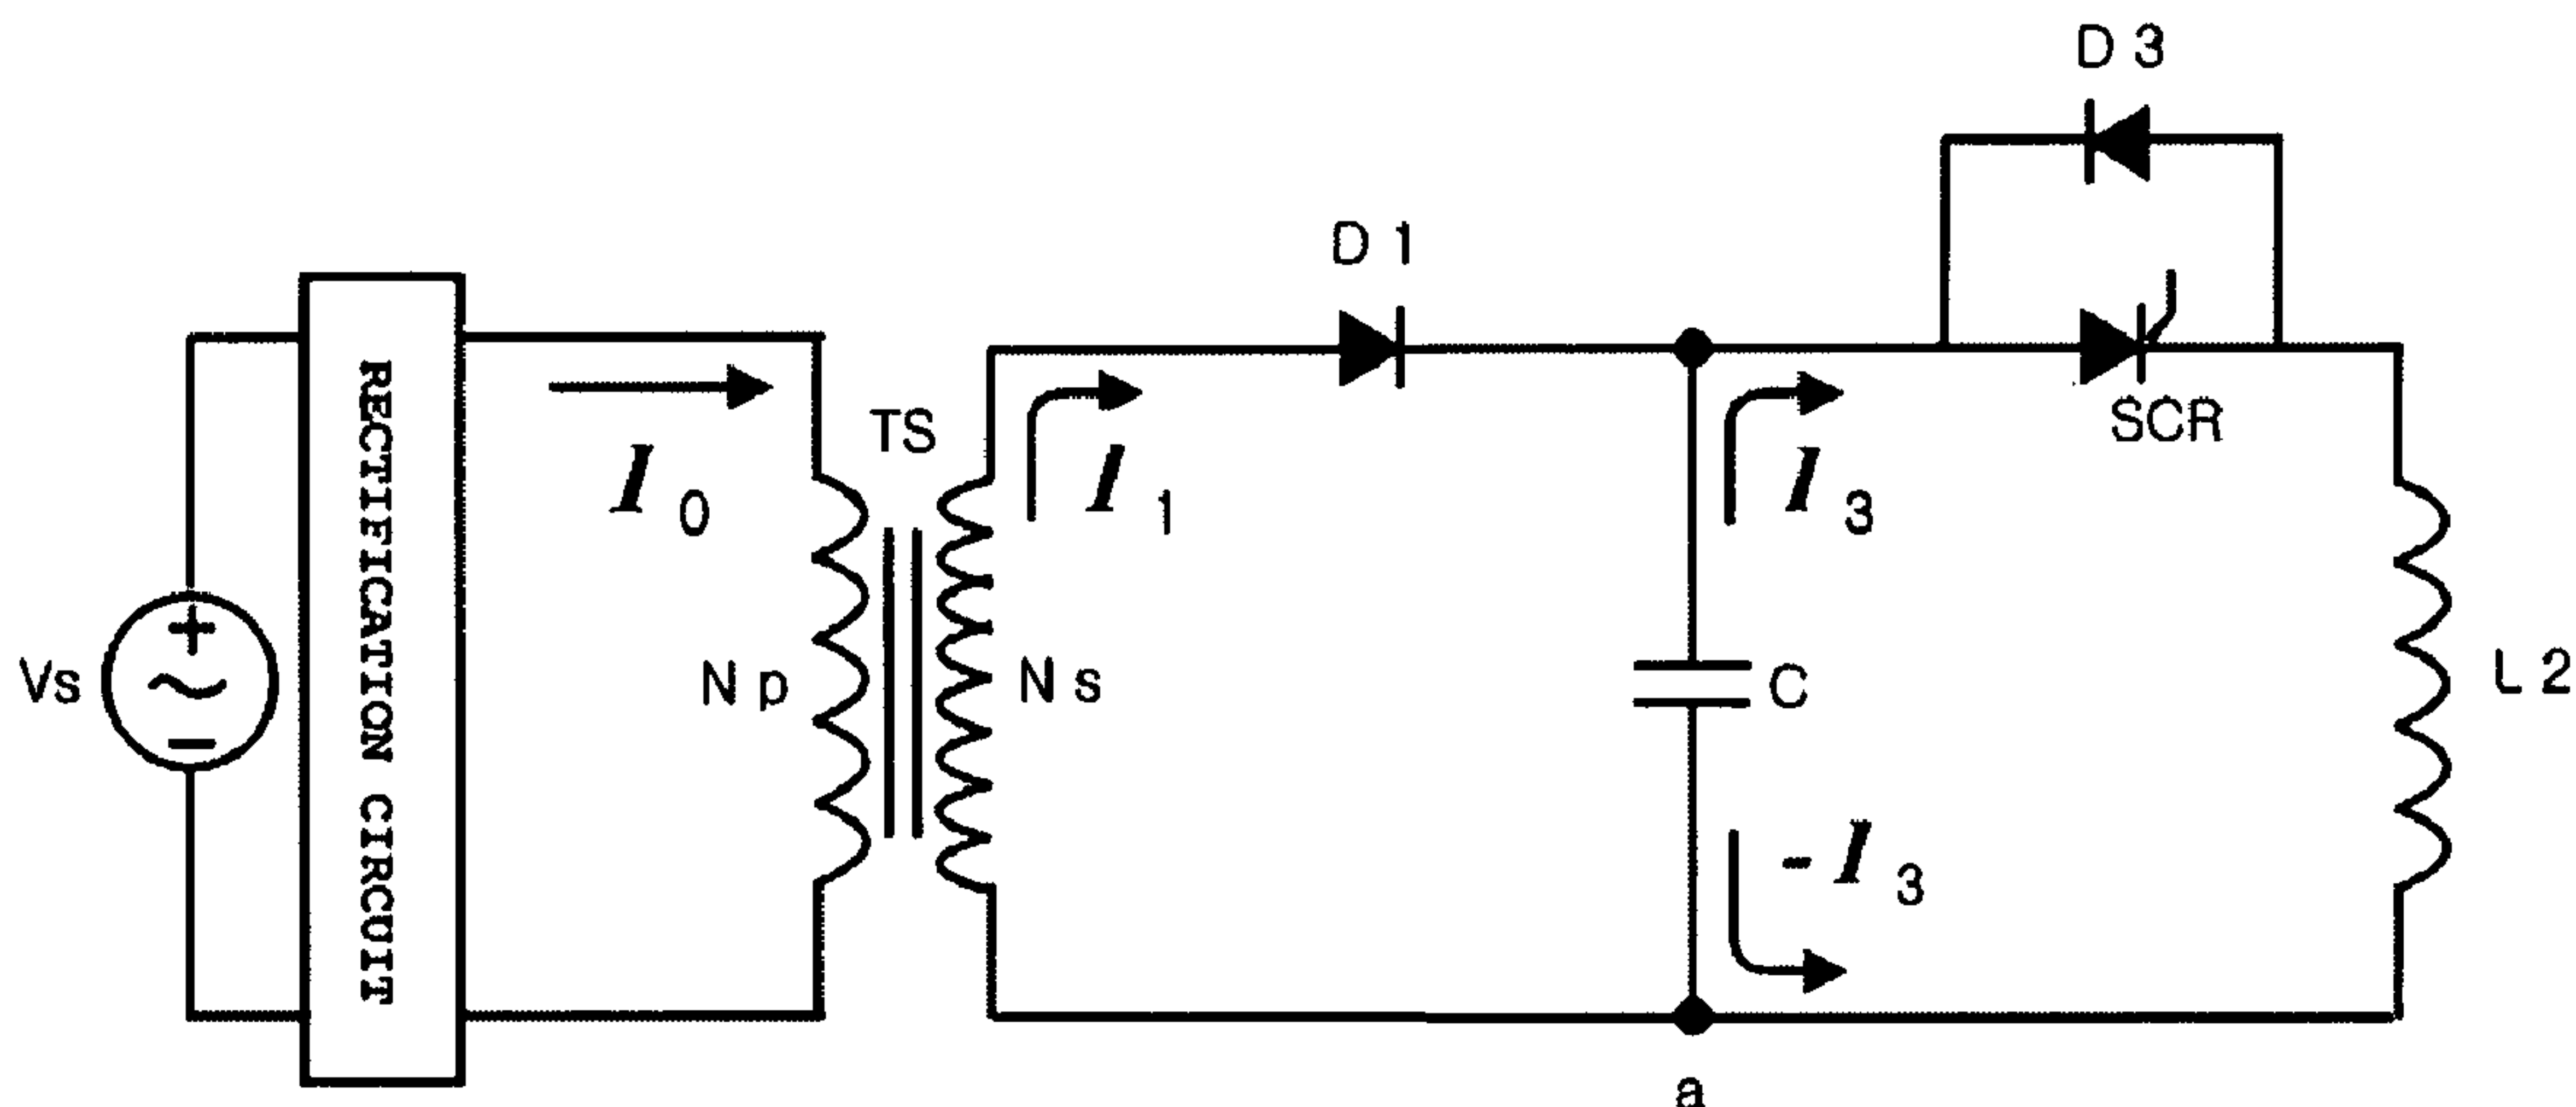 D 3
D 1
SCR
RECTIFICATION CIRCUIT
I 0
TS
I 1
I 3
Vs
+
−
N p
N s
C
L 2
- I 3
a